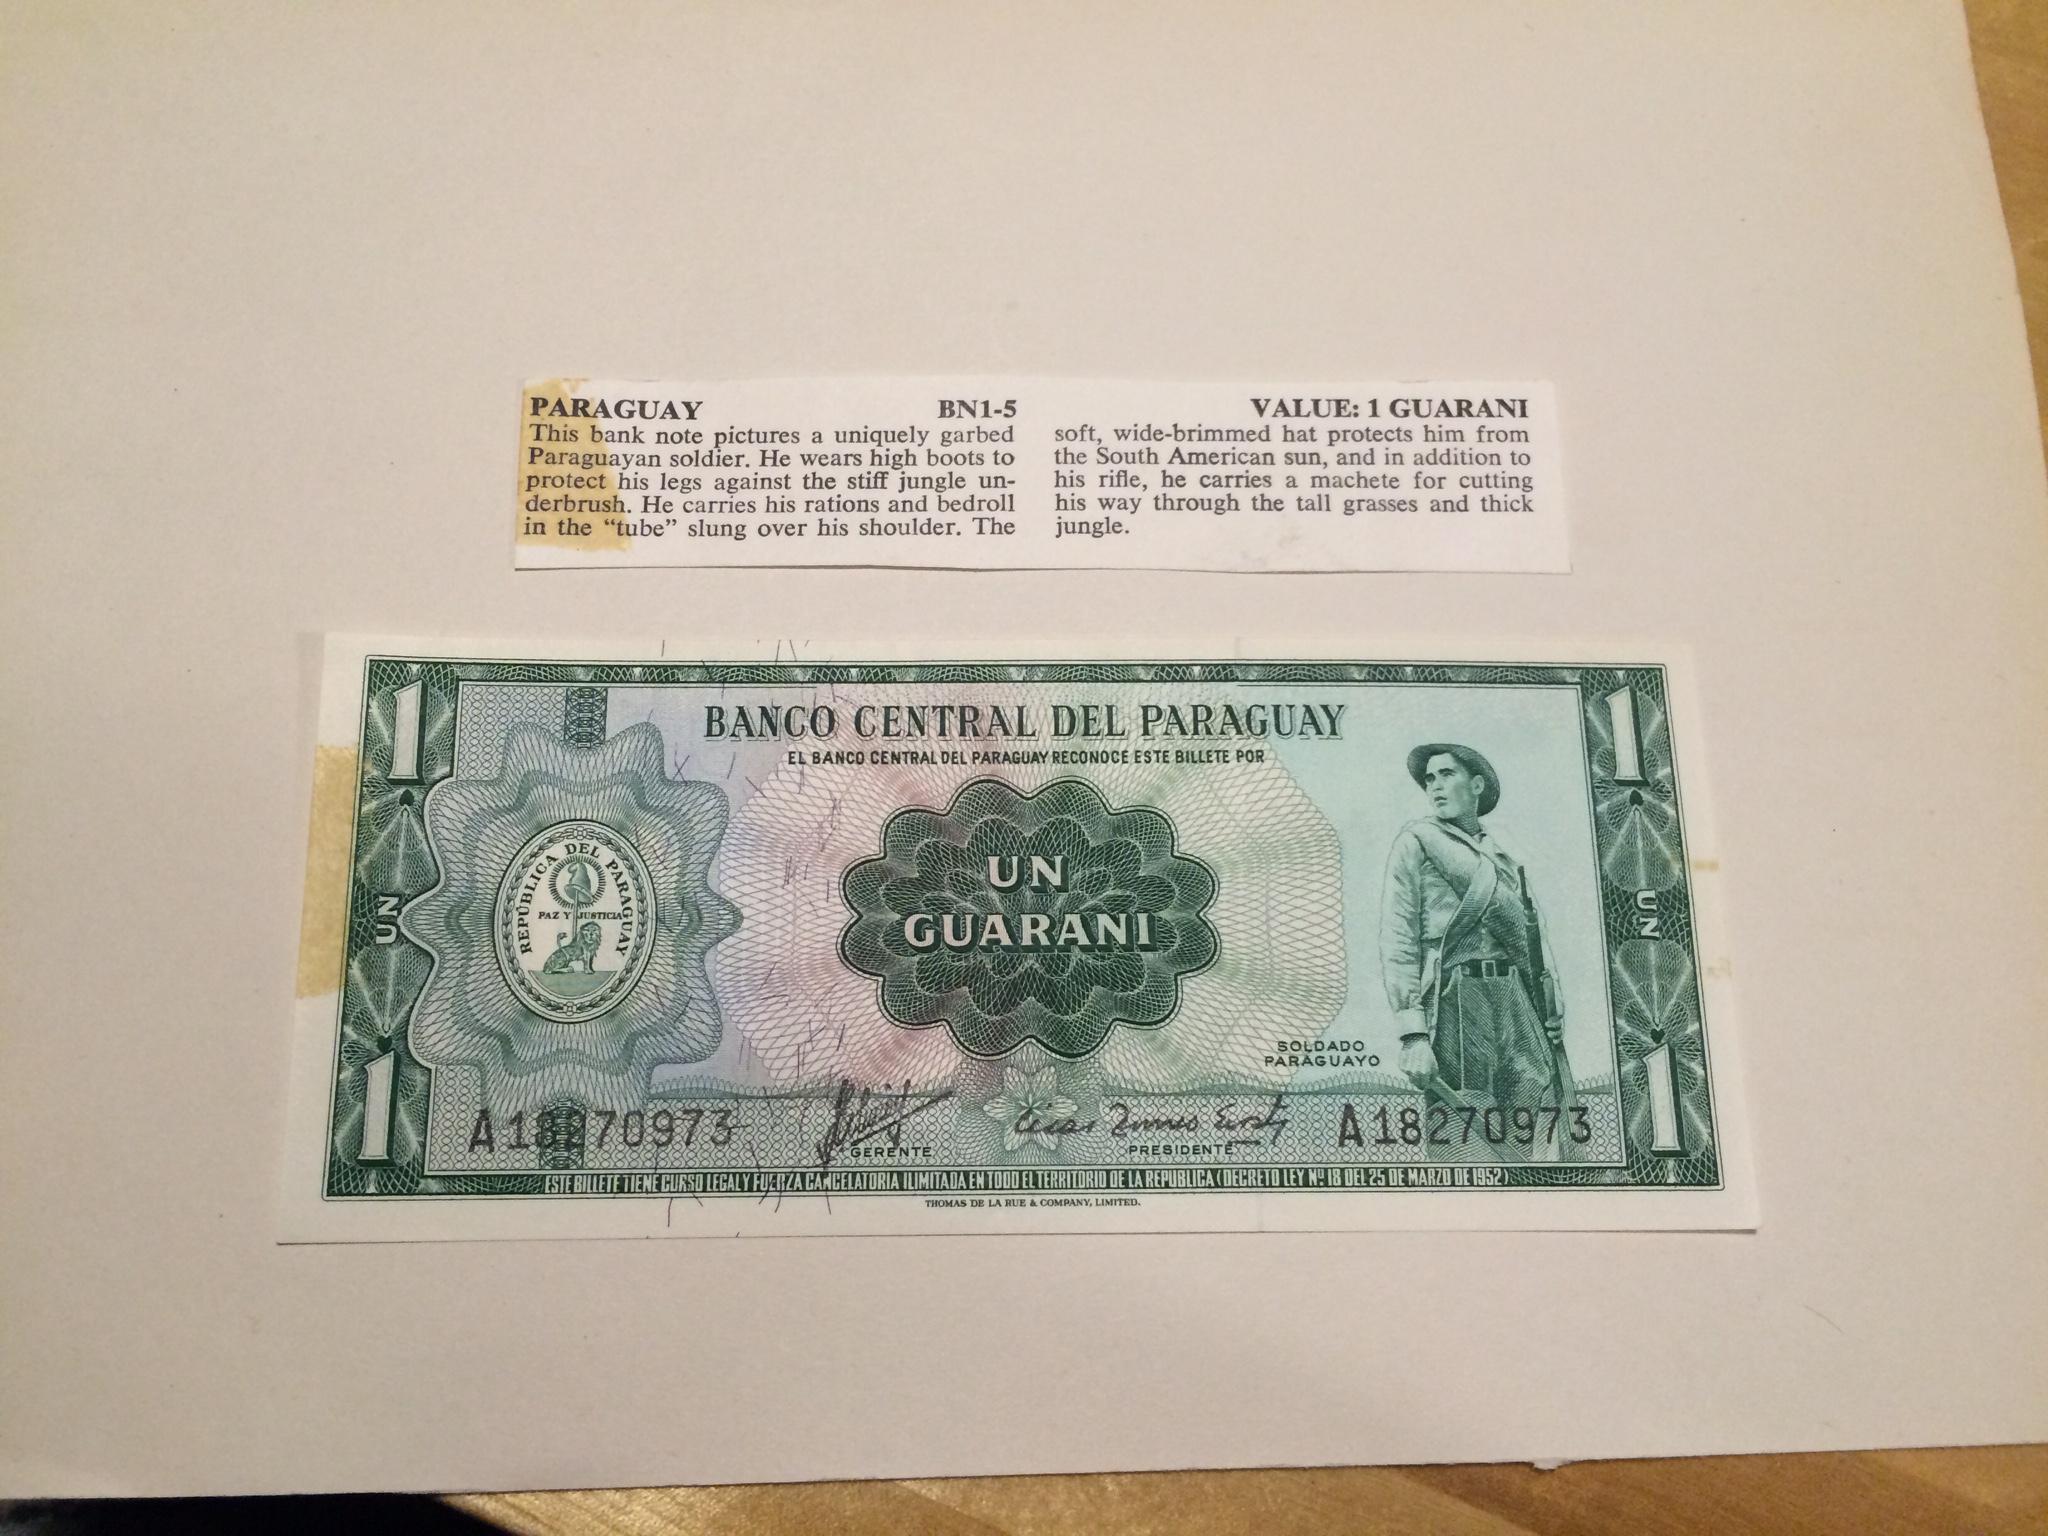 PARAGUAY BN1-5 VALUE: 1 GUARANI
This bank note pictures a uniquely garbed
Paraguayan soldier. He wears high boots to
protect his legs against the stiff jungle un-
derbrush. He carries his rations and bedroll
in the “tube” slung over his shoulder. The
soft, wide-brimmed hat protects him from
the South American sun, and in addition to
his rifle, he carries a machete for cutting
his way through the tall grasses and thick
jungle.
1
1
BANCO CENTRAL DEL PARAGUAY
EL BANCO CENTRAL DEL PARAGUAY RECONOCE ESTE BILLETE POR
REPÚBLICA DEL PARAGUAY
PAZ Y JUSTICIA
UN
GUARANI
UN
UN
SOLDADO
PARAGUAYO
A18270973
A18270973
GERENTE
PRESIDENTE
1
1
ESTE BILLETE TIENE CURSO LEGAL Y FUERZA CANCELATORIA ILIMITADA EN TODO EL TERRITORIO DE LA REPUBLICA (DECRETO LEY Nº 18 DEL 25 DE MARZO DE 1952)
THOMAS DE LA RUE & COMPANY, LIMITED.